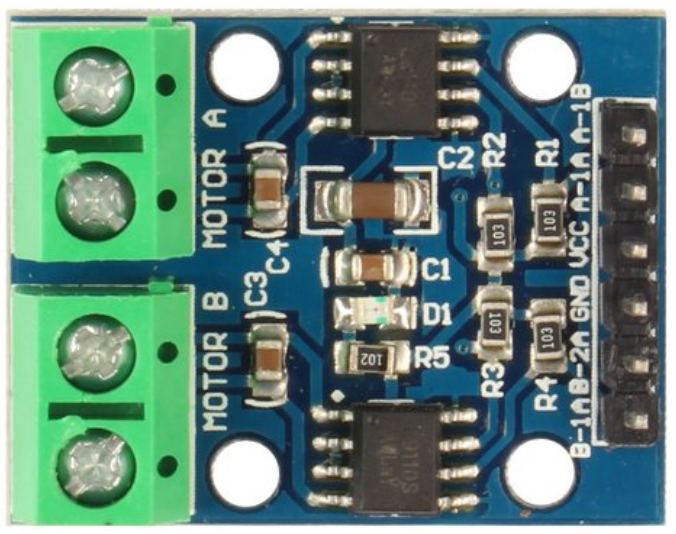 MOTOR A
MOTOR B
C4
C3
C2
C1
D1
R5
102
R2
R1
103
103
R3
R4
103
103
A-1B
A-1A
VCC
GND
B-2A
B-1A